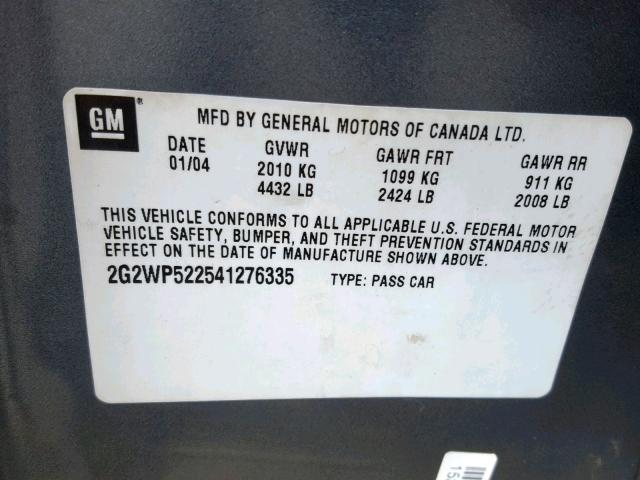 GM ®
MFD BY GENERAL MOTORS OF CANADA LTD.
DATE GVWR GAWR FRT GAWR RR
01/04 2010 KG 1099 KG 911 KG
4432 LB 2424 LB 2008 LB
THIS VEHICLE CONFORMS TO ALL APPLICABLE U.S. FEDERAL MOTOR
VEHICLE SAFETY, BUMPER, AND THEFT PREVENTION STANDARDS IN
EFFECT ON THE DATE OF MANUFACTURE SHOWN ABOVE.
2G2WP522541276335 TYPE: PASS CAR